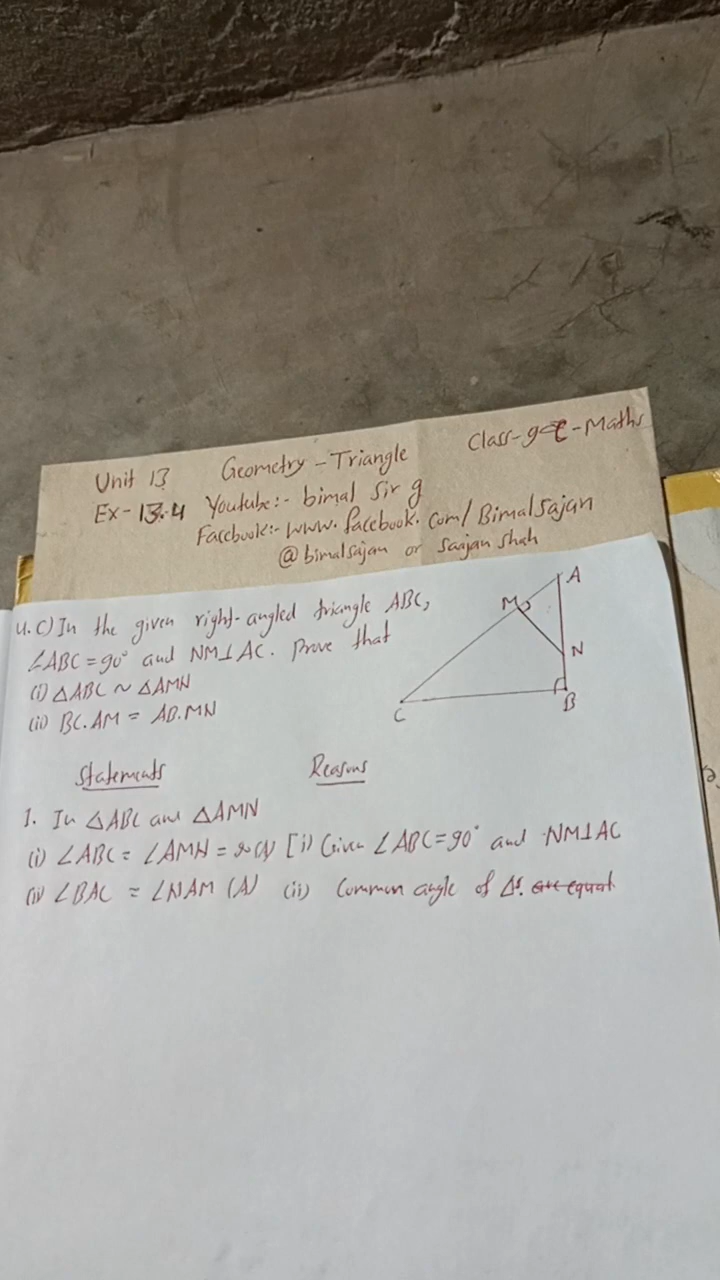 Unit 13 Geometry - Triangle Class-9 - Maths
Ex - 13.4 Youtube:- bimal sir g
Facebook:- www.facebook.com/Bimalsajan
@bimalsajan or Sanjan Shah
4. c) In the given right-angled triangle ABC,
∠ABC = 90° and NM⊥AC. Prove that
(i) △ABC ~ △AMN
(ii) BC.AM = AB.MN
A
M
N
B
C
Statements Reasons
1. In △ABC and △AMN
(i) ∠ABC = ∠AMN = (A) [i) Given ∠ABC=90° and NM⊥AC
(ii) ∠BAC = ∠NAM (A) (ii) Common angle of △s. are equal